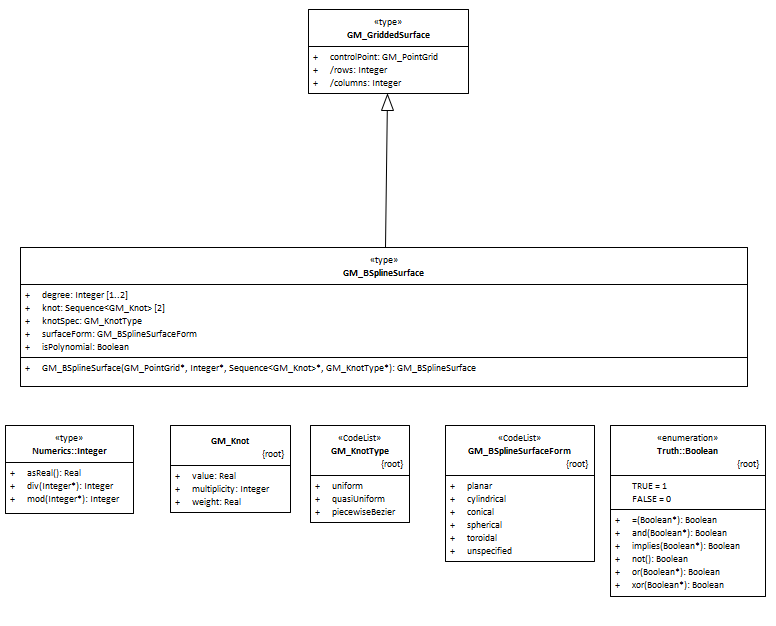 «type»
GM_GriddedSurface
+ controlPoint: GM_PointGrid
+ /rows: Integer
+ /columns: Integer
«type»
GM_BSplineSurface
+ degree: Integer [1..2]
+ knot: Sequence<GM_Knot> [2]
+ knotSpec: GM_KnotType
+ surfaceForm: GM_BSplineSurfaceForm
+ isPolynomial: Boolean
+ GM_BSplineSurface(GM_PointGrid*, Integer*, Sequence<GM_Knot>*, GM_KnotType*): GM_BSplineSurface
«type»
Numerics::Integer
+ asReal(): Real
+ div(Integer*): Integer
+ mod(Integer*): Integer
GM_Knot
{root}
+ value: Real
+ multiplicity: Integer
+ weight: Real
«CodeList»
GM_KnotType
{root}
+ uniform
+ quasiUniform
+ piecewiseBezier
«CodeList»
GM_BSplineSurfaceForm
{root}
+ planar
+ cylindrical
+ conical
+ spherical
+ toroidal
+ unspecified
«enumeration»
Truth::Boolean
{root}
TRUE = 1
FALSE = 0
+ =(Boolean*): Boolean
+ and(Boolean*): Boolean
+ implies(Boolean*): Boolean
+ not(): Boolean
+ or(Boolean*): Boolean
+ xor(Boolean*): Boolean